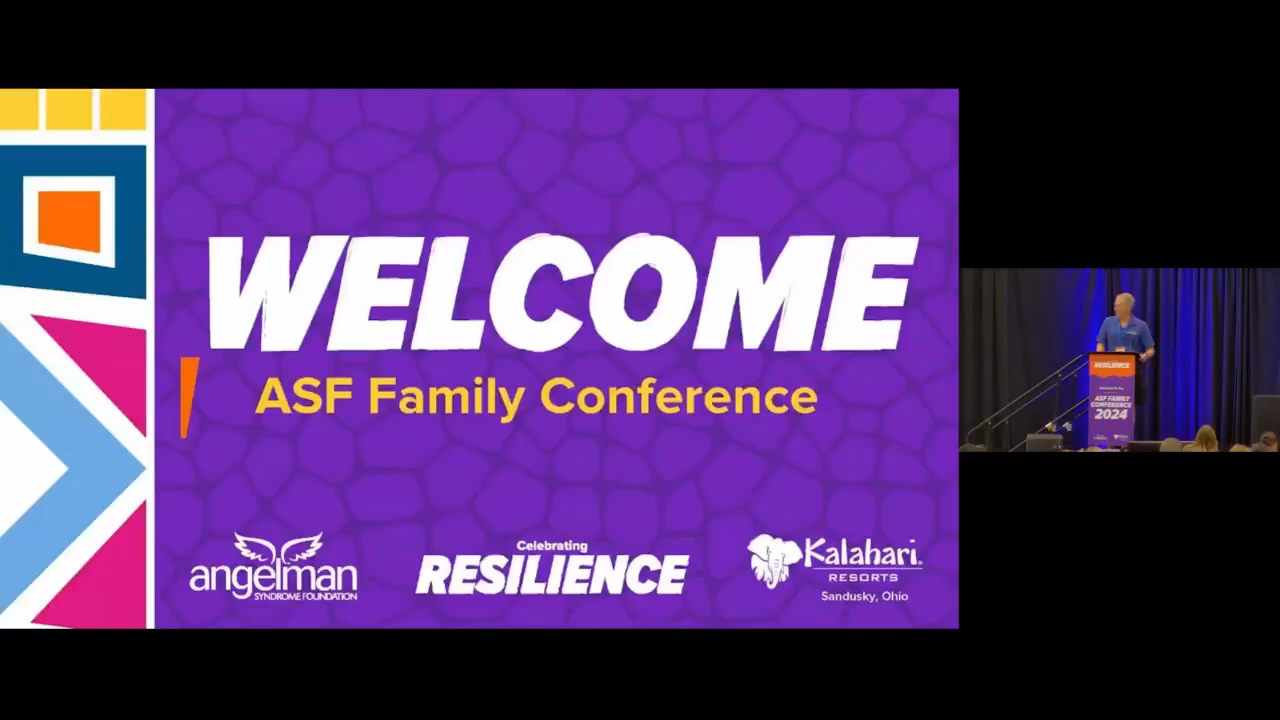 WELCOME
ASF Family Conference
angelman
SYNDROME FOUNDATION
Celebrating
RESILIENCE
Kalahari
RESORTS
Sandusky, Ohio
RESILIENCE
ASF FAMILY
CONFERENCE
2024